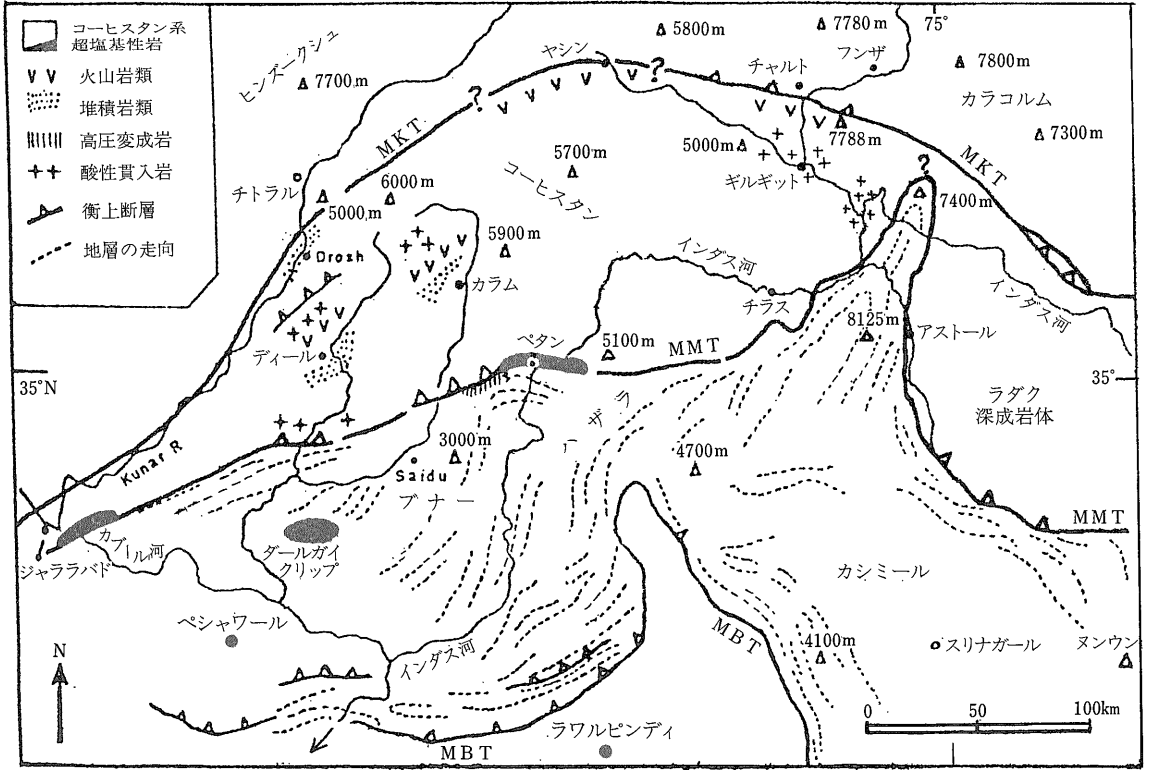 コーヒスタン系
超塩基性岩
火山岩類
堆積岩類
高圧変成岩
酸性貫入岩
衡上断層
地層の走向
ヒンズークシュ
7700m
5800m
7780m
75°
ヤシン
フンザ
チャルト
7800m
カラコルム
?
?
7788m
7300m
MKT
MKT
5000m
5700m
コーヒスタン
ギルギット
?
7400m
チトラル
6000m
5000m
5900m
Drosh
カラム
インダス河
チラス
インダス河
8125m
アストール
ディール
ペタン
5100m
MMT
35°N
35°
ラダク
深成岩体
ハザラ
Kunar R
3000m
Saidu
ブナー
4700m
MMT
カブール河
ジャララバド
ダールガイ
クリップ
カシミール
ペシャワール
MBT
4100m
スリナガール
ヌンウン
N
インダス河
0 50 100km
ラワルピンディ
MBT